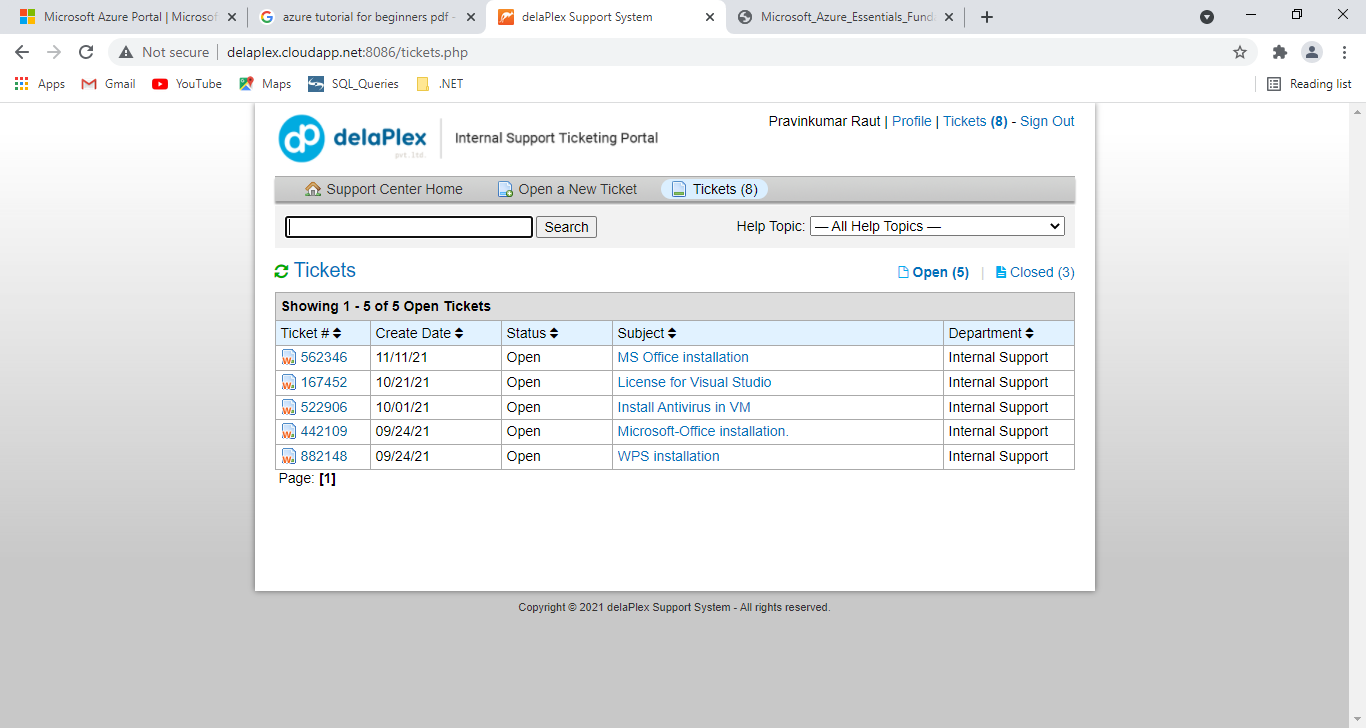 Microsoft Azure Portal | Microsof
azure tutorial for beginners pdf -
delaPlex Support System
Microsoft_Azure_Essentials_Fund
Not secure
delaplex.cloudapp.net:8086/tickets.php
Apps
Gmail
YouTube
Maps
SQL_Queries
.NET
Reading list
dp delaPlex
pvt. ltd.
Internal Support Ticketing Portal
Pravinkumar Raut | Profile | Tickets (8) - Sign Out
Support Center Home
Open a New Ticket
Tickets (8)
Search
Help Topic: — All Help Topics —
Tickets
Open (5) | Closed (3)
Showing 1 - 5 of 5 Open Tickets
Ticket # Create Date Status Subject Department
562346 11/11/21 Open MS Office installation Internal Support
167452 10/21/21 Open License for Visual Studio Internal Support
522906 10/01/21 Open Install Antivirus in VM Internal Support
442109 09/24/21 Open Microsoft-Office installation. Internal Support
882148 09/24/21 Open WPS installation Internal Support
Page: [1]
Copyright © 2021 delaPlex Support System - All rights reserved.